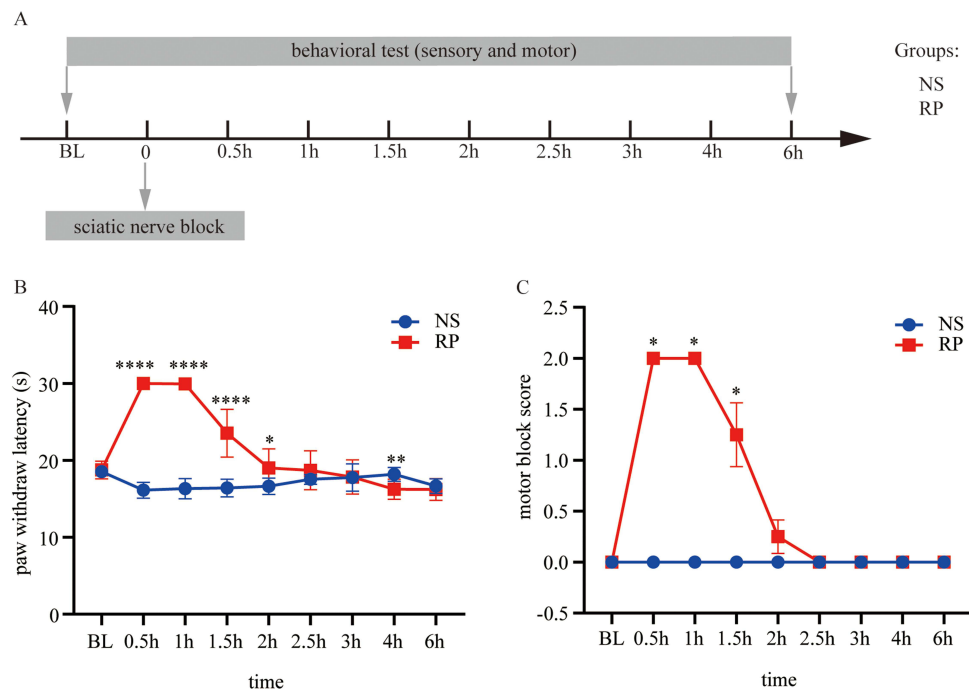 A
behavioral test (sensory and motor)
Groups:
NS
RP
BL 0 0.5h 1h 1.5h 2h 2.5h 3h 4h 6h
sciatic nerve block
B
NS
RP
paw withdraw latency (s)
40
30
20
10
0
**** ****
****
*
**
BL 0.5h 1h 1.5h 2h 2.5h 3h 4h 6h
time
C
NS
RP
motor block score
2.5
2.0
1.5
1.0
0.5
0.0
-0.5
* *
*
BL 0.5h 1h 1.5h 2h 2.5h 3h 4h 6h
time